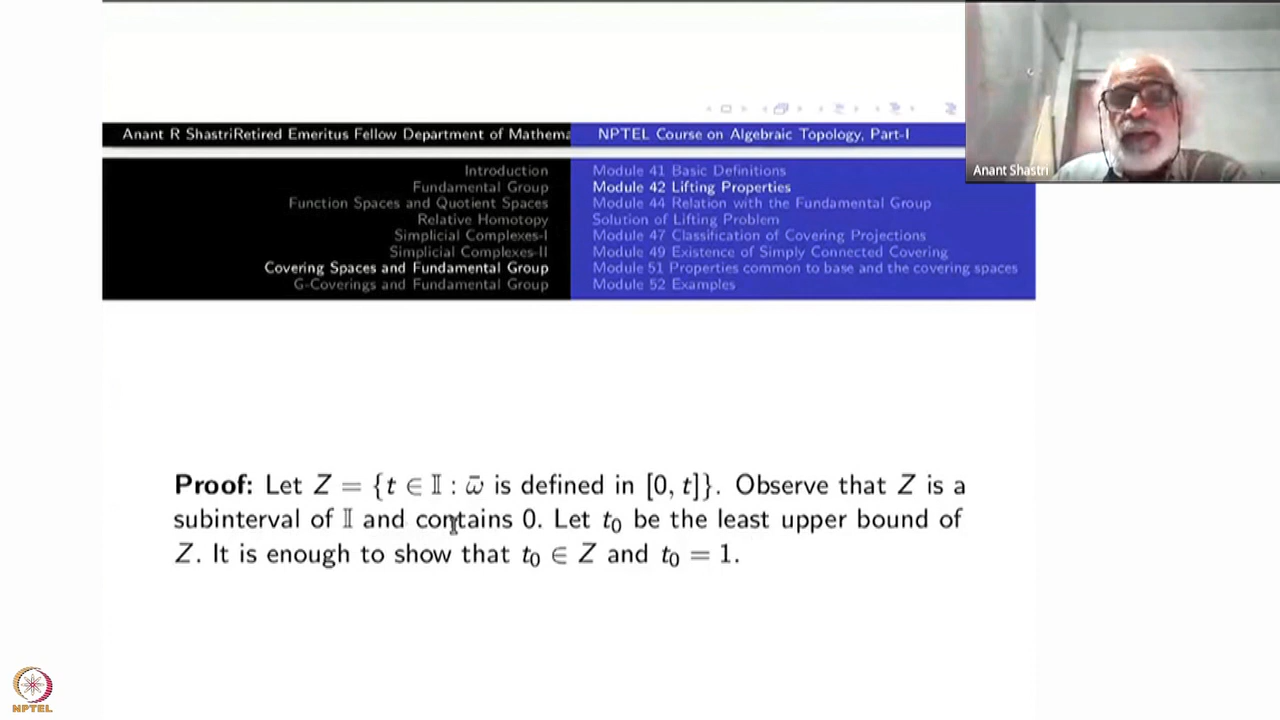 Anant Shastri
Anant R ShastriRetired Emeritus Fellow Department of Mathema
NPTEL Course on Algebraic Topology, Part-I
Introduction
Fundamental Group
Function Spaces and Quotient Spaces
Relative Homotopy
Simplicial Complexes-I
Simplicial Complexes-II
Covering Spaces and Fundamental Group
G-Coverings and Fundamental Group
Module 41 Basic Definitions
Module 42 Lifting Properties
Module 44 Relation with the Fundamental Group
Solution of Lifting Problem
Module 47 Classification of Covering Projections
Module 49 Existence of Simply Connected Covering
Module 51 Properties common to base and the covering spaces
Module 52 Examples
Proof: Let Z = {t ∈ 𝕀 : ω̄ is defined in [0, t]}. Observe that Z is a
subinterval of 𝕀 and contains 0. Let t₀ be the least upper bound of
Z. It is enough to show that t₀ ∈ Z and t₀ = 1.
NPTEL